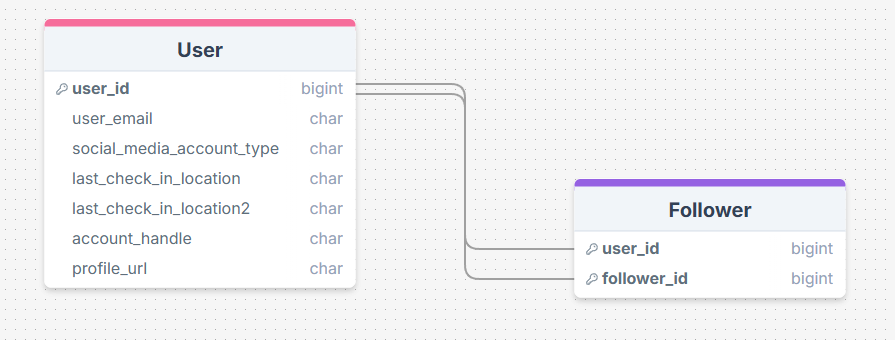 User
user_id bigint
user_email char
social_media_account_type char
last_check_in_location char
last_check_in_location2 char
account_handle char
profile_url char
Follower
user_id bigint
follower_id bigint